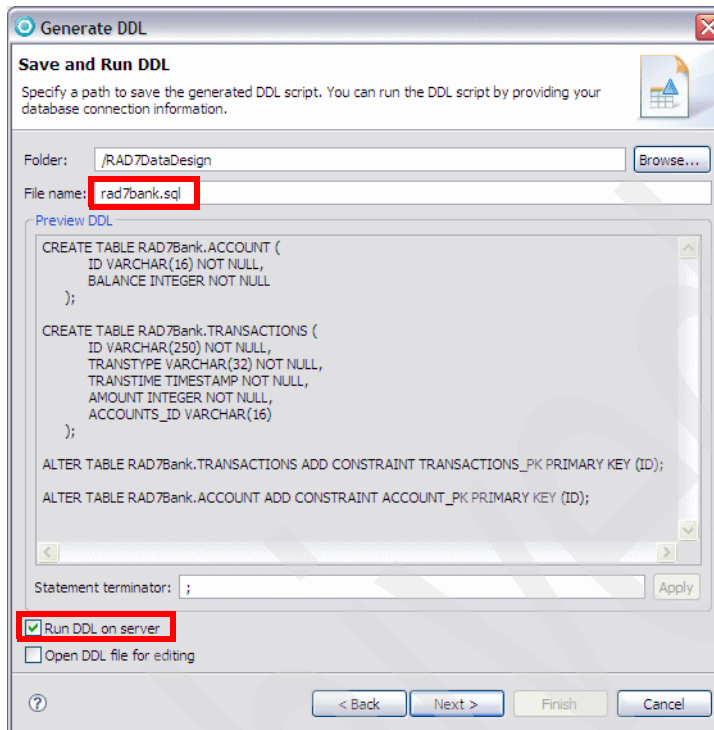 Generate DDL
Save and Run DDL
Specify a path to save the generated DDL script. You can run the DDL script by providing your
database connection information.
Folder: /RAD7DataDesign Browse...
File name: rad7bank.sql
Preview DDL
CREATE TABLE RAD7Bank.ACCOUNT (
ID VARCHAR(16) NOT NULL,
BALANCE INTEGER NOT NULL
);
CREATE TABLE RAD7Bank.TRANSACTIONS (
ID VARCHAR(250) NOT NULL,
TRANSTYPE VARCHAR(32) NOT NULL,
TRANSTIME TIMESTAMP NOT NULL,
AMOUNT INTEGER NOT NULL,
ACCOUNTS_ID VARCHAR(16)
);
ALTER TABLE RAD7Bank.TRANSACTIONS ADD CONSTRAINT TRANSACTIONS_PK PRIMARY KEY (ID);
ALTER TABLE RAD7Bank.ACCOUNT ADD CONSTRAINT ACCOUNT_PK PRIMARY KEY (ID);
Statement terminator: ; Apply
Run DDL on server
Open DDL file for editing
? < Back Next > Finish Cancel